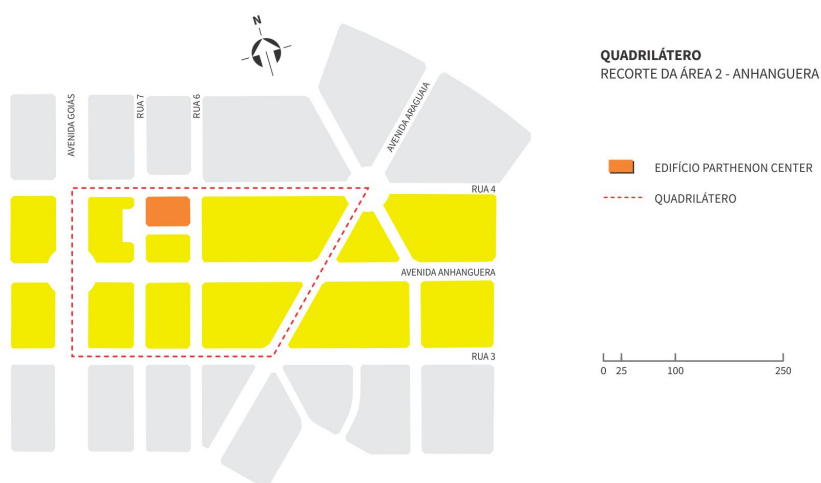 N
QUADRILÁTERO
RECORTE DA ÁREA 2 - ANHANGUERA
AVENIDA GOIÁS
RUA 7
RUA 6
AVENIDA ARAGUAIA
EDIFÍCIO PARTHENON CENTER
RUA 4
QUADRILÁTERO
AVENIDA ANHANGUERA
RUA 3
0 25 100 250